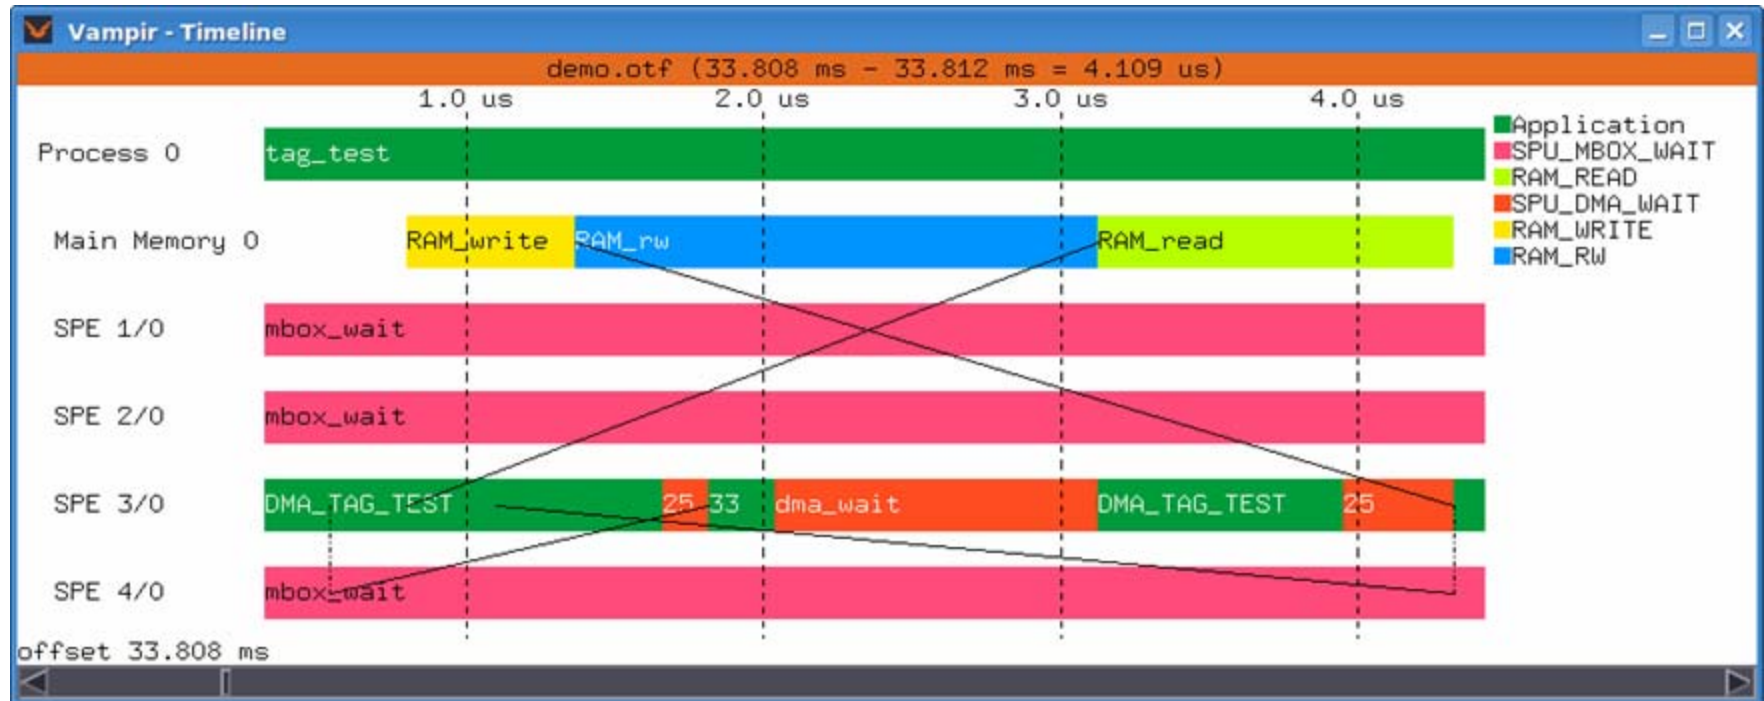 Vampir - Timeline
demo.otf (33.808 ms - 33.812 ms = 4.109 us)
1.0 us 2.0 us 3.0 us 4.0 us
Process 0 tag_test
Main Memory 0 RAM_write RAM_rw RAM_read
SPE 1/0 mbox_wait
SPE 2/0 mbox_wait
SPE 3/0 DMA_TAG_TEST 25 33 dma_wait DMA_TAG_TEST 25
SPE 4/0 mbox_wait
offset 33.808 ms
Application
SPU_MBOX_WAIT
RAM_READ
SPU_DMA_WAIT
RAM_WRITE
RAM_RW